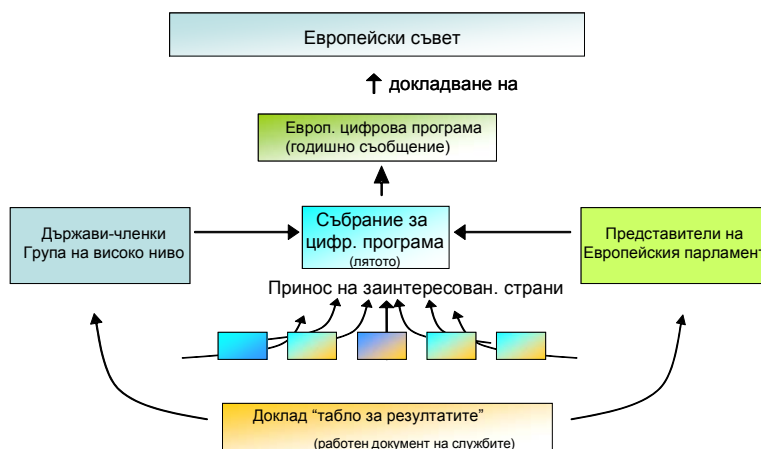 Европейски съвет
докладване на
Европ. цифрова програма
(годишно съобщение)
Държави-членки
Група на високо ниво
Събрание за
цифр. програма
(лятото)
Представители на
Европейския парламент
Принос на заинтересован. страни
Доклад “табло за резултатите”
(работен документ на службите)